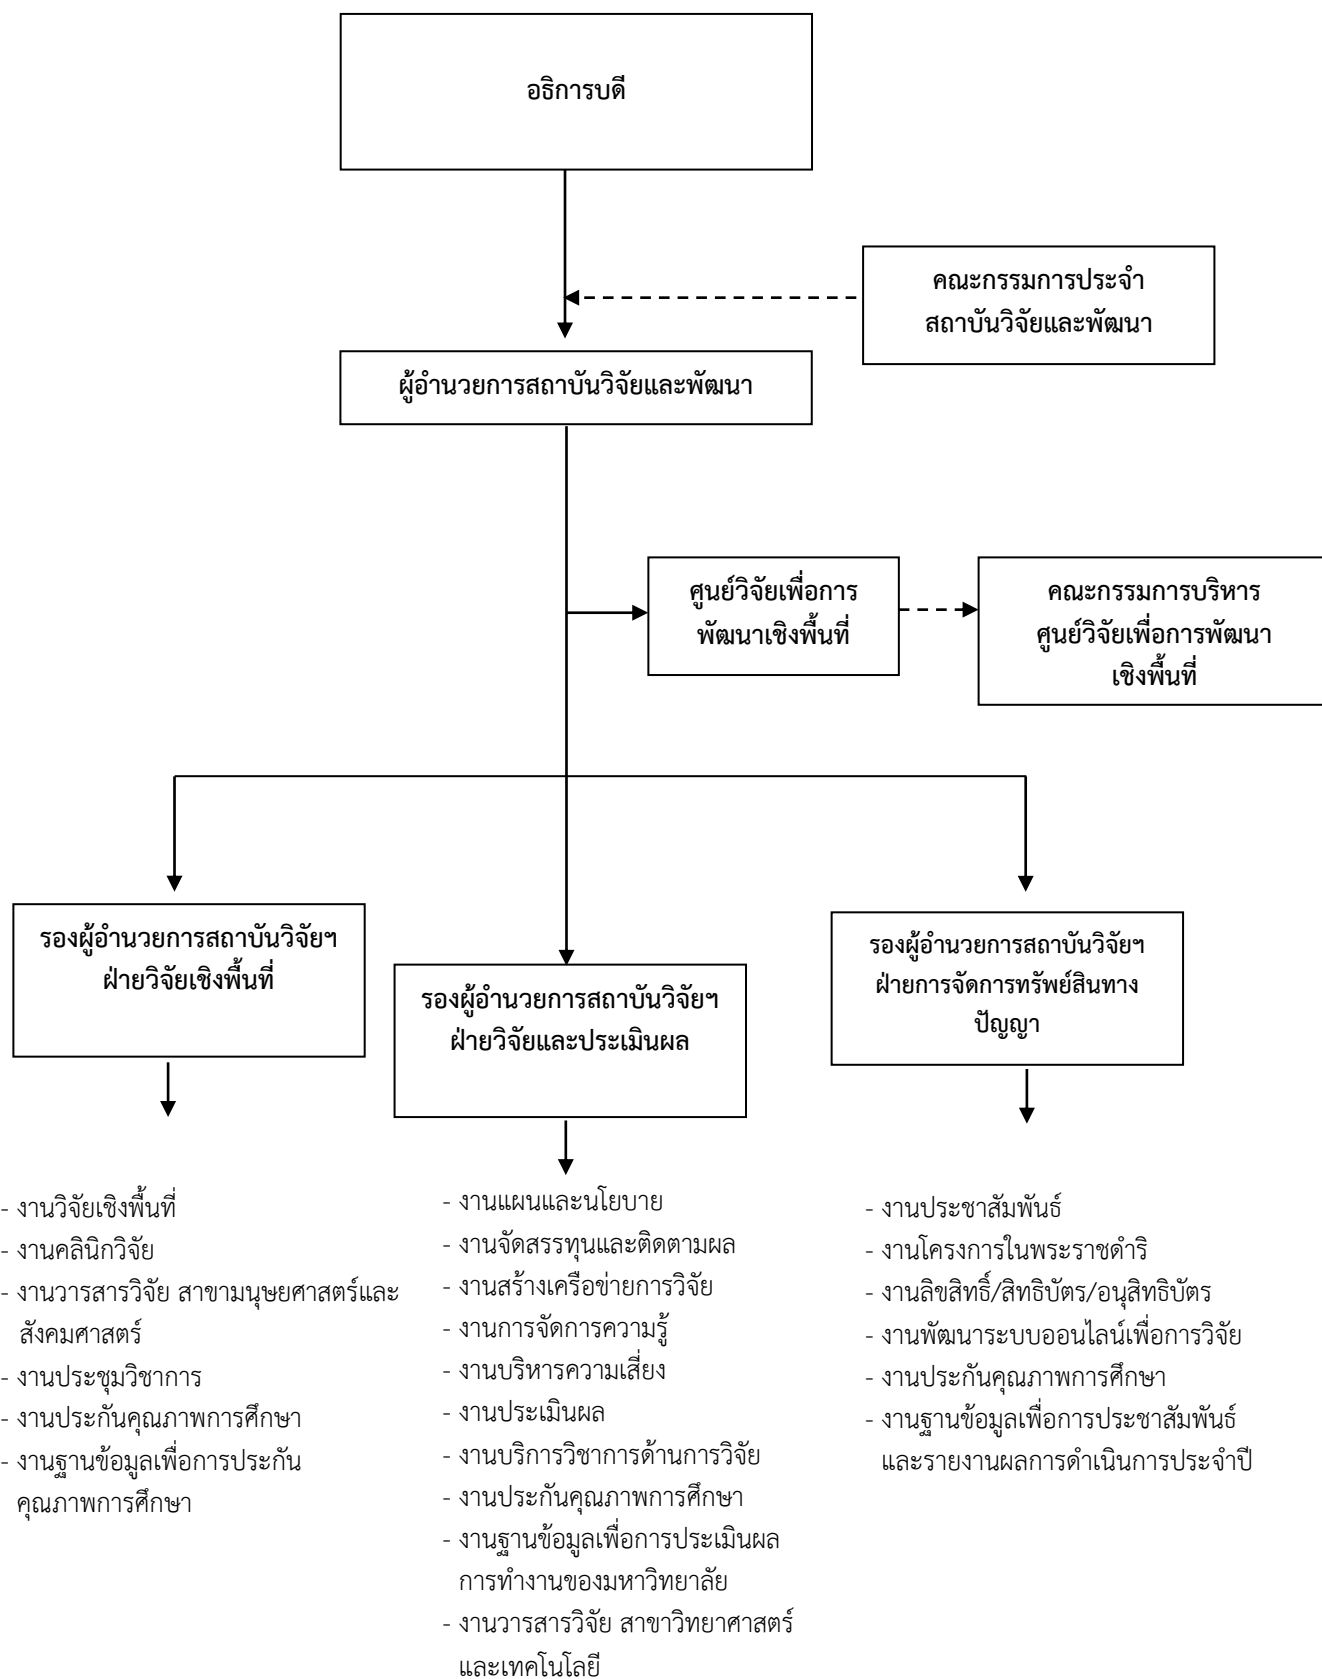 อธิการบดี
คณะกรรมการประจำ
สถาบันวิจัยและพัฒนา
ผู้อำนวยการสถาบันวิจัยและพัฒนา
ศูนย์วิจัยเพื่อการ
พัฒนาเชิงพื้นที่
คณะกรรมการบริหาร
ศูนย์วิจัยเพื่อการพัฒนา
เชิงพื้นที่
รองผู้อำนวยการสถาบันวิจัยฯ
ฝ่ายวิจัยเชิงพื้นที่
รองผู้อำนวยการสถาบันวิจัยฯ
ฝ่ายวิจัยและประเมินผล
รองผู้อำนวยการสถาบันวิจัยฯ
ฝ่ายการจัดการทรัพย์สินทาง
ปัญญา
- งานวิจัยเชิงพื้นที่
- งานคลินิกวิจัย
- งานวารสารวิจัย สาขามนุษยศาสตร์และ
สังคมศาสตร์
- งานประชุมวิชาการ
- งานประกันคุณภาพการศึกษา
- งานฐานข้อมูลเพื่อการประกัน
คุณภาพการศึกษา
- งานแผนและนโยบาย
- งานจัดสรรทุนและติดตามผล
- งานสร้างเครือข่ายการวิจัย
- งานการจัดการความรู้
- งานบริหารความเสี่ยง
- งานประเมินผล
- งานบริการวิชาการด้านการวิจัย
- งานประกันคุณภาพการศึกษา
- งานฐานข้อมูลเพื่อการประเมินผล
การทำงานของมหาวิทยาลัย
- งานวารสารวิจัย สาขาวิทยาศาสตร์
และเทคโนโลยี
- งานประชาสัมพันธ์
- งานโครงการในพระราชดำริ
- งานลิขสิทธิ์/สิทธิบัตร/อนุสิทธิบัตร
- งานพัฒนาระบบออนไลน์เพื่อการวิจัย
- งานประกันคุณภาพการศึกษา
- งานฐานข้อมูลเพื่อการประชาสัมพันธ์
และรายงานผลการดำเนินการประจำปี